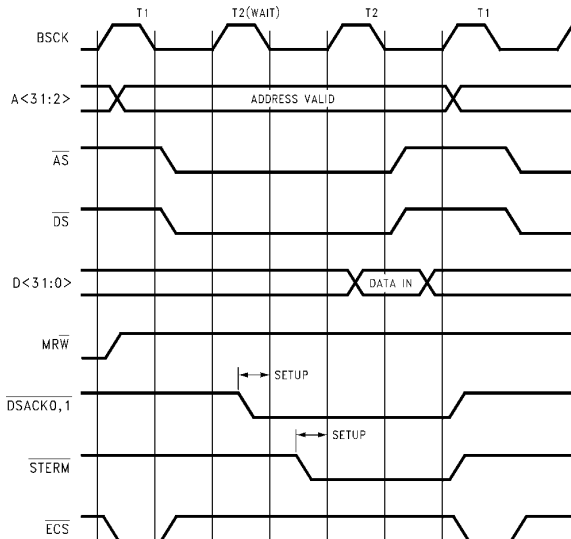 T1 T2(WAIT) T2 T1
BSCK
A<31:2> ADDRESS VALID
AS
DS
D<31:0> DATA IN
MRW
SETUP
DSACK0,1
SETUP
STERM
ECS